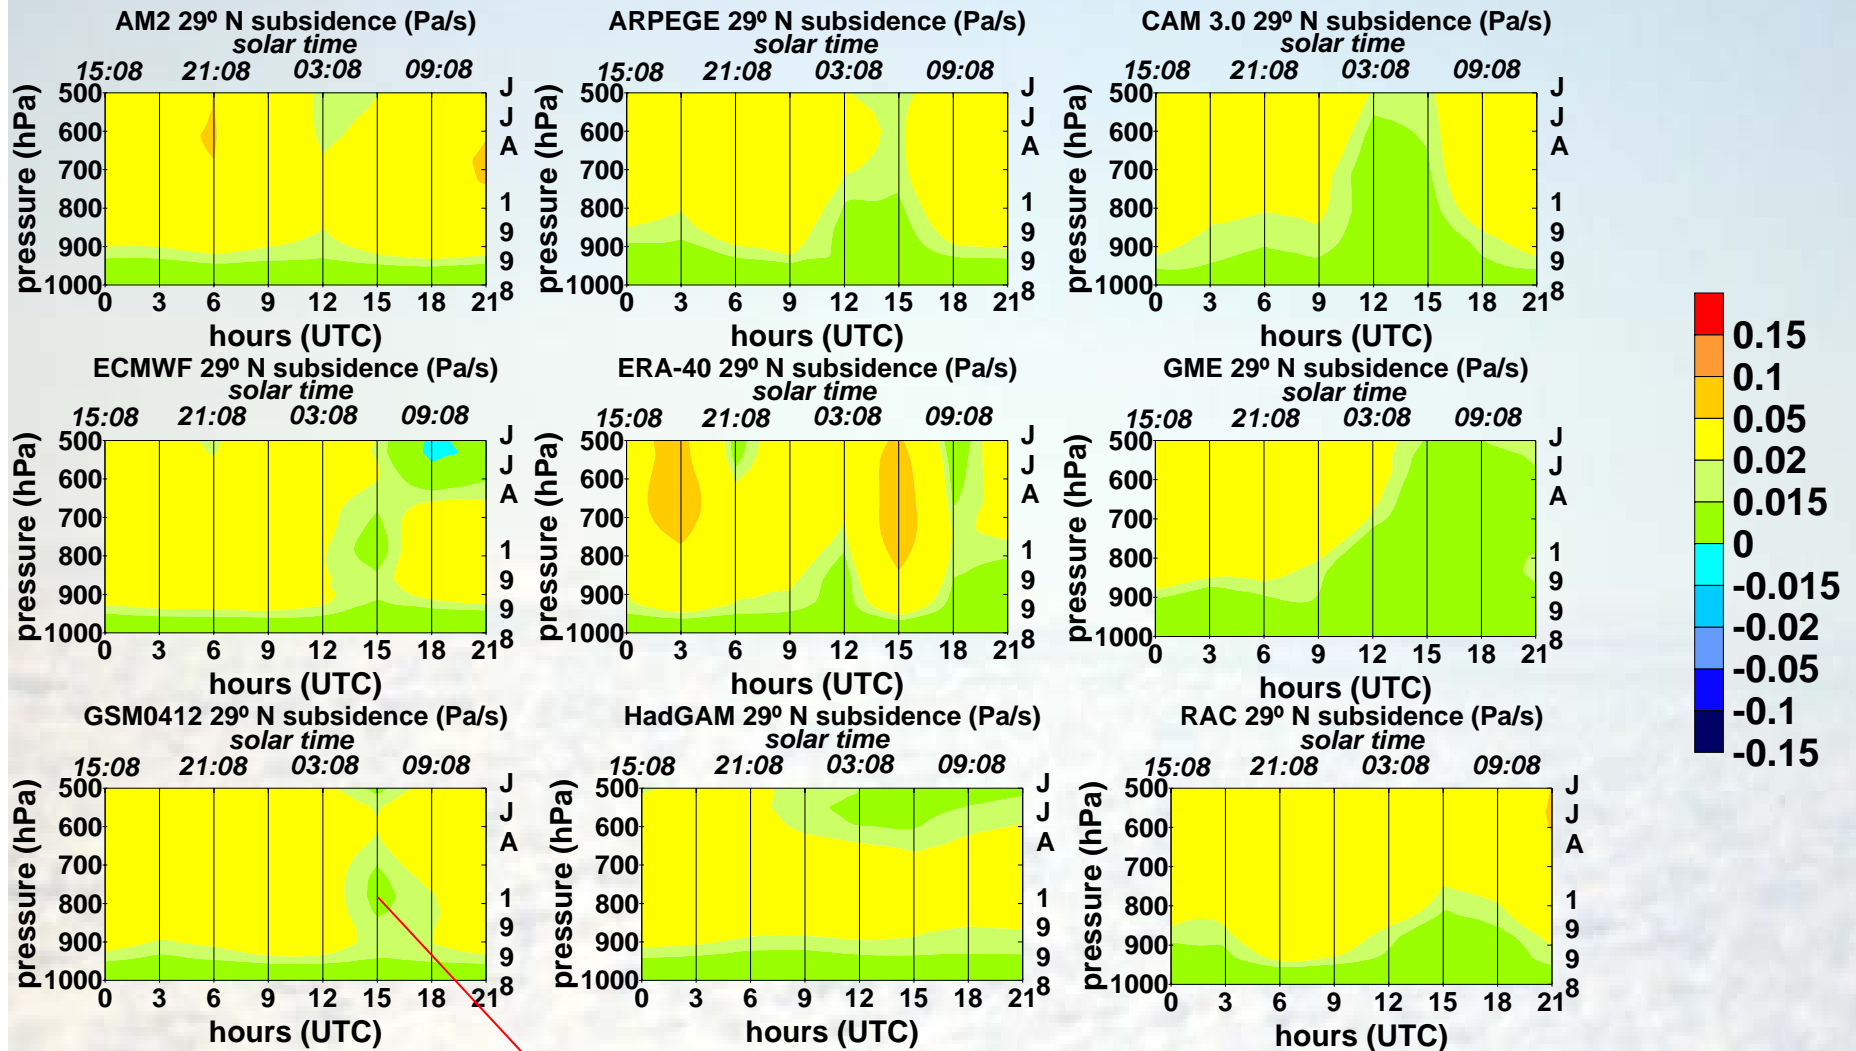 AM2 29º N subsidence (Pa/s)
solar time
15:08 21:08 03:08 09:08
pressure (hPa)
500
600
700
800
900
1000
0 3 6 9 12 15 18 21
hours (UTC)
J
J
A
1
9
9
8
ARPEGE 29º N subsidence (Pa/s)
solar time
15:08 21:08 03:08 09:08
pressure (hPa)
500
600
700
800
900
1000
0 3 6 9 12 15 18 21
hours (UTC)
J
J
A
1
9
9
8
CAM 3.0 29º N subsidence (Pa/s)
solar time
15:08 21:08 03:08 09:08
pressure (hPa)
500
600
700
800
900
1000
0 3 6 9 12 15 18 21
hours (UTC)
J
J
A
1
9
9
8
ECMWF 29º N subsidence (Pa/s)
solar time
15:08 21:08 03:08 09:08
pressure (hPa)
500
600
700
800
900
1000
0 3 6 9 12 15 18 21
hours (UTC)
J
J
A
1
9
9
8
ERA-40 29º N subsidence (Pa/s)
solar time
15:08 21:08 03:08 09:08
pressure (hPa)
500
600
700
800
900
1000
0 3 6 9 12 15 18 21
hours (UTC)
J
J
A
1
9
9
8
GME 29º N subsidence (Pa/s)
solar time
15:08 21:08 03:08 09:08
pressure (hPa)
500
600
700
800
900
1000
0 3 6 9 12 15 18 21
hours (UTC)
J
J
A
1
9
9
8
GSM0412 29º N subsidence (Pa/s)
solar time
15:08 21:08 03:08 09:08
pressure (hPa)
500
600
700
800
900
1000
0 3 6 9 12 15 18 21
hours (UTC)
J
J
A
1
9
9
8
HadGAM 29º N subsidence (Pa/s)
solar time
15:08 21:08 03:08 09:08
pressure (hPa)
500
600
700
800
900
1000
0 3 6 9 12 15 18 21
hours (UTC)
J
J
A
1
9
9
8
RAC 29º N subsidence (Pa/s)
solar time
15:08 21:08 03:08 09:08
pressure (hPa)
500
600
700
800
900
1000
0 3 6 9 12 15 18 21
hours (UTC)
J
J
A
1
9
9
8
0.15
0.1
0.05
0.02
0.015
0
-0.015
-0.02
-0.05
-0.1
-0.15